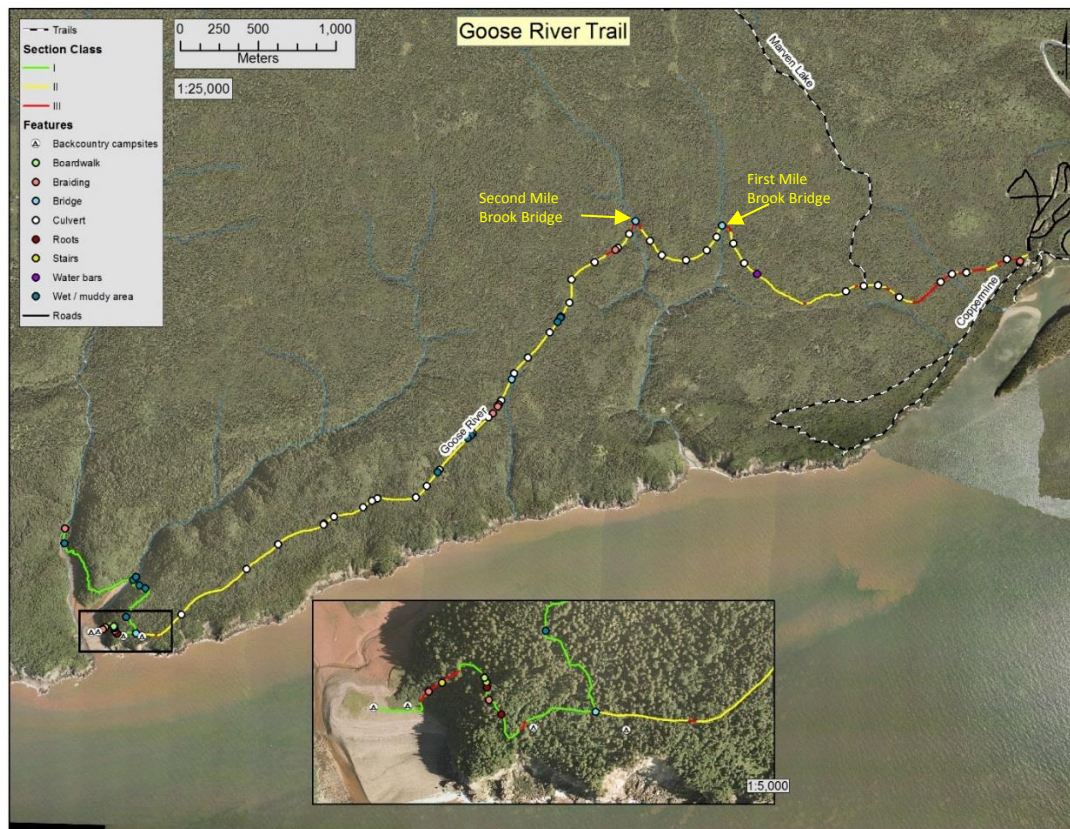 Goose River Trail
Trails
Section Class
I
II
III
Features
Backcountry campsites
Boardwalk
Braiding
Bridge
Culvert
Roots
Stairs
Water bars
Wet / muddy area
Roads
0 250 500 1,000
Meters
1:25,000
Marven Lake
Second Mile
Brook Bridge
First Mile
Brook Bridge
Coppermine
Goose River
1:5,000